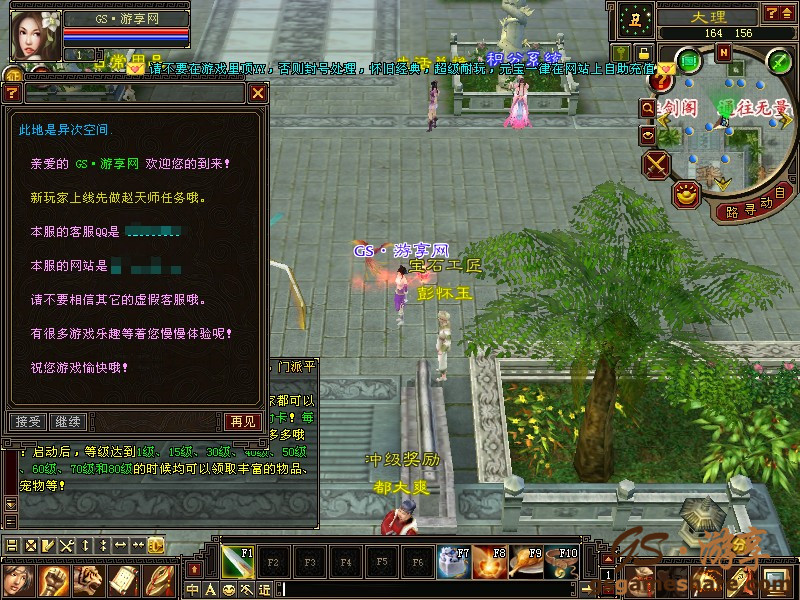 GS·游享网
1
丑
大理
164 156
?
积分系统
请不要在游戏里顶YY,否则封号处理,怀旧经典,超级耐玩,元宝一律在网站上自助充值
N
剑阁
往无量
自动寻路
?
此地是异次空间.
亲爱的 GS·游享网 欢迎您的到来!
新玩家上线先做赵天师任务哦。
本服的客服QQ是
本服的网站是
请不要相信其它的虚假客服哦。
有很多游戏乐趣等着您慢慢体验呢!
祝您游戏愉快哦!
接受 继续 再见
GS·游享网
宝石工匠
彭怀玉
,门派平
家都可以
卡!每
多多哦
!启动后,等级达到1级、15级、30级、40级、50级
、60级、70级和80级的时候均可以领取丰富的物品、
宠物等!
冲级奖励
都大爽
F1 F2 F3 F4 F5 F6 F7 F8 F9 F10
中 A 近
1
GS·游享
gsgameshare.com